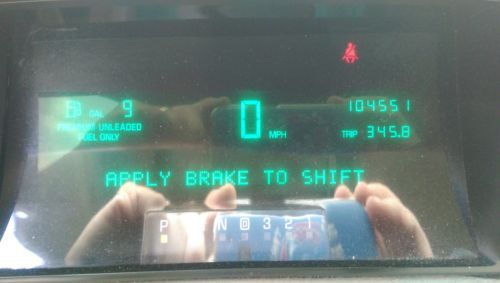 GAL 9
PREMIUM UNLEADED
FUEL ONLY
0 MPH
104551
TRIP 345.8
APPLY BRAKE TO SHIFT
P N D 3 2 1